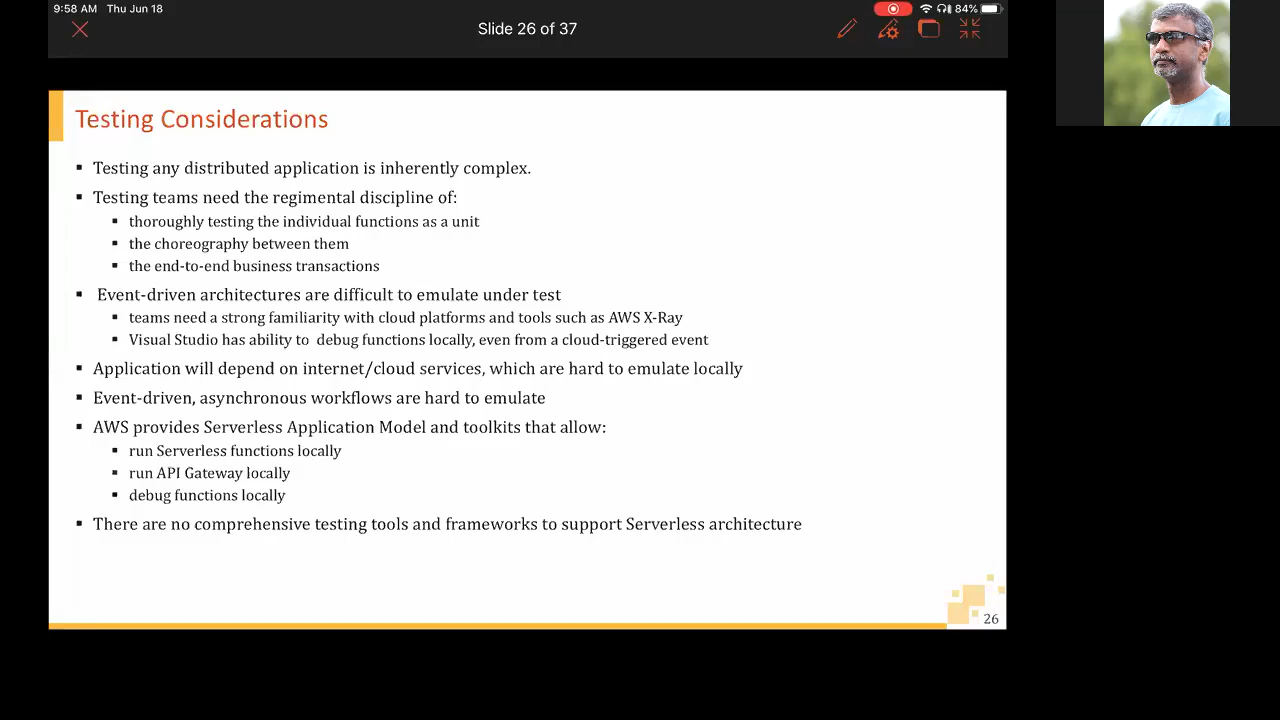 9:58 AM Thu Jun 18
84%
Slide 26 of 37
Testing Considerations
▪ Testing any distributed application is inherently complex.
▪ Testing teams need the regimental discipline of:
▪ thoroughly testing the individual functions as a unit
▪ the choreography between them
▪ the end-to-end business transactions
▪ Event-driven architectures are difficult to emulate under test
▪ teams need a strong familiarity with cloud platforms and tools such as AWS X-Ray
▪ Visual Studio has ability to debug functions locally, even from a cloud-triggered event
▪ Application will depend on internet/cloud services, which are hard to emulate locally
▪ Event-driven, asynchronous workflows are hard to emulate
▪ AWS provides Serverless Application Model and toolkits that allow:
▪ run Serverless functions locally
▪ run API Gateway locally
▪ debug functions locally
▪ There are no comprehensive testing tools and frameworks to support Serverless architecture
26